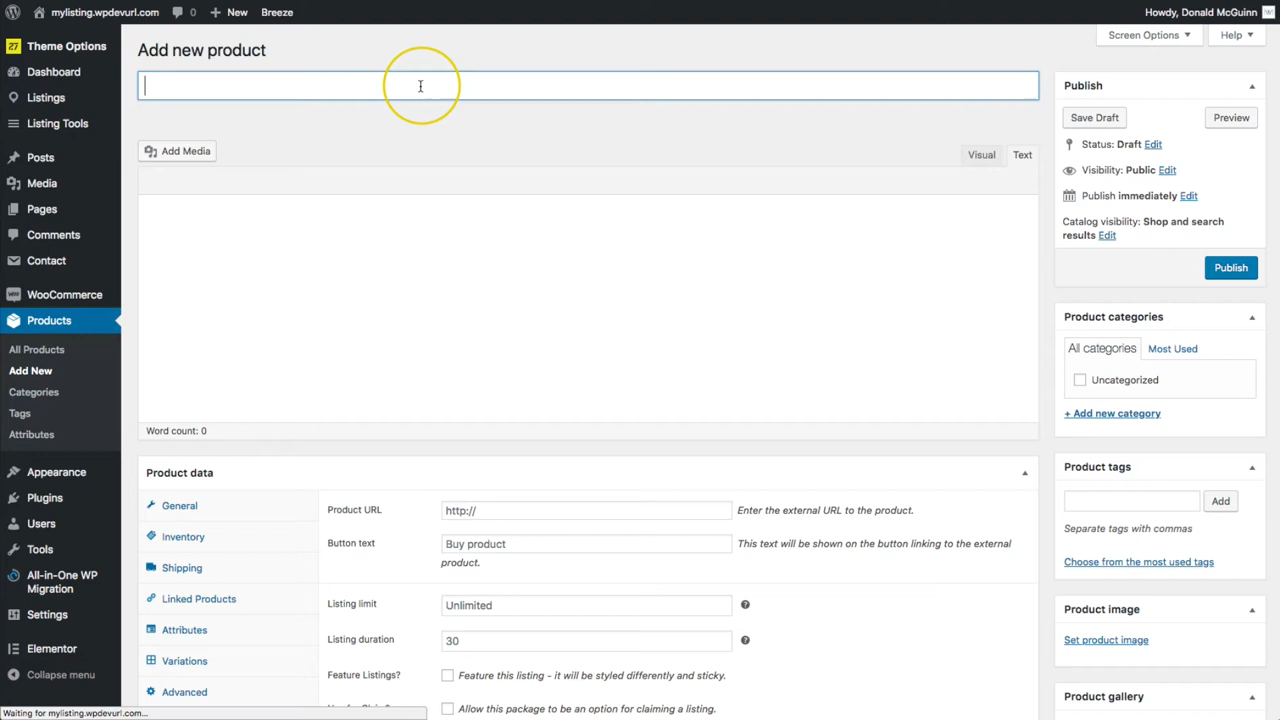 mylisting.wpdevurl.com
0
New
Breeze
Howdy, Donald McGuinn
27
Theme Options
Dashboard
Listings
Listing Tools
Posts
Media
Pages
Comments
Contact
WooCommerce
Products
All Products
Add New
Categories
Tags
Attributes
Appearance
Plugins
Users
Tools
All-in-One WP
Migration
Settings
Elementor
Collapse menu
Waiting for mylisting.wpdevurl.com...
Screen Options
Help
Add new product
Add Media
Visual
Text
Word count: 0
Product data
General
Inventory
Shipping
Linked Products
Attributes
Variations
Advanced
Product URL
http://
Enter the external URL to the product.
Button text
Buy product
This text will be shown on the button linking to the external
product.
Listing limit
Unlimited
?
Listing duration
30
?
Feature Listings?
Feature this listing - it will be styled differently and sticky.
Allow this package to be an option for claiming a listing.
Publish
Save Draft
Preview
Status: Draft Edit
Visibility: Public Edit
Publish immediately Edit
Catalog visibility: Shop and search
results Edit
Publish
Product categories
All categories
Most Used
Uncategorized
+ Add new category
Product tags
Add
Separate tags with commas
Choose from the most used tags
Product image
Set product image
Product gallery